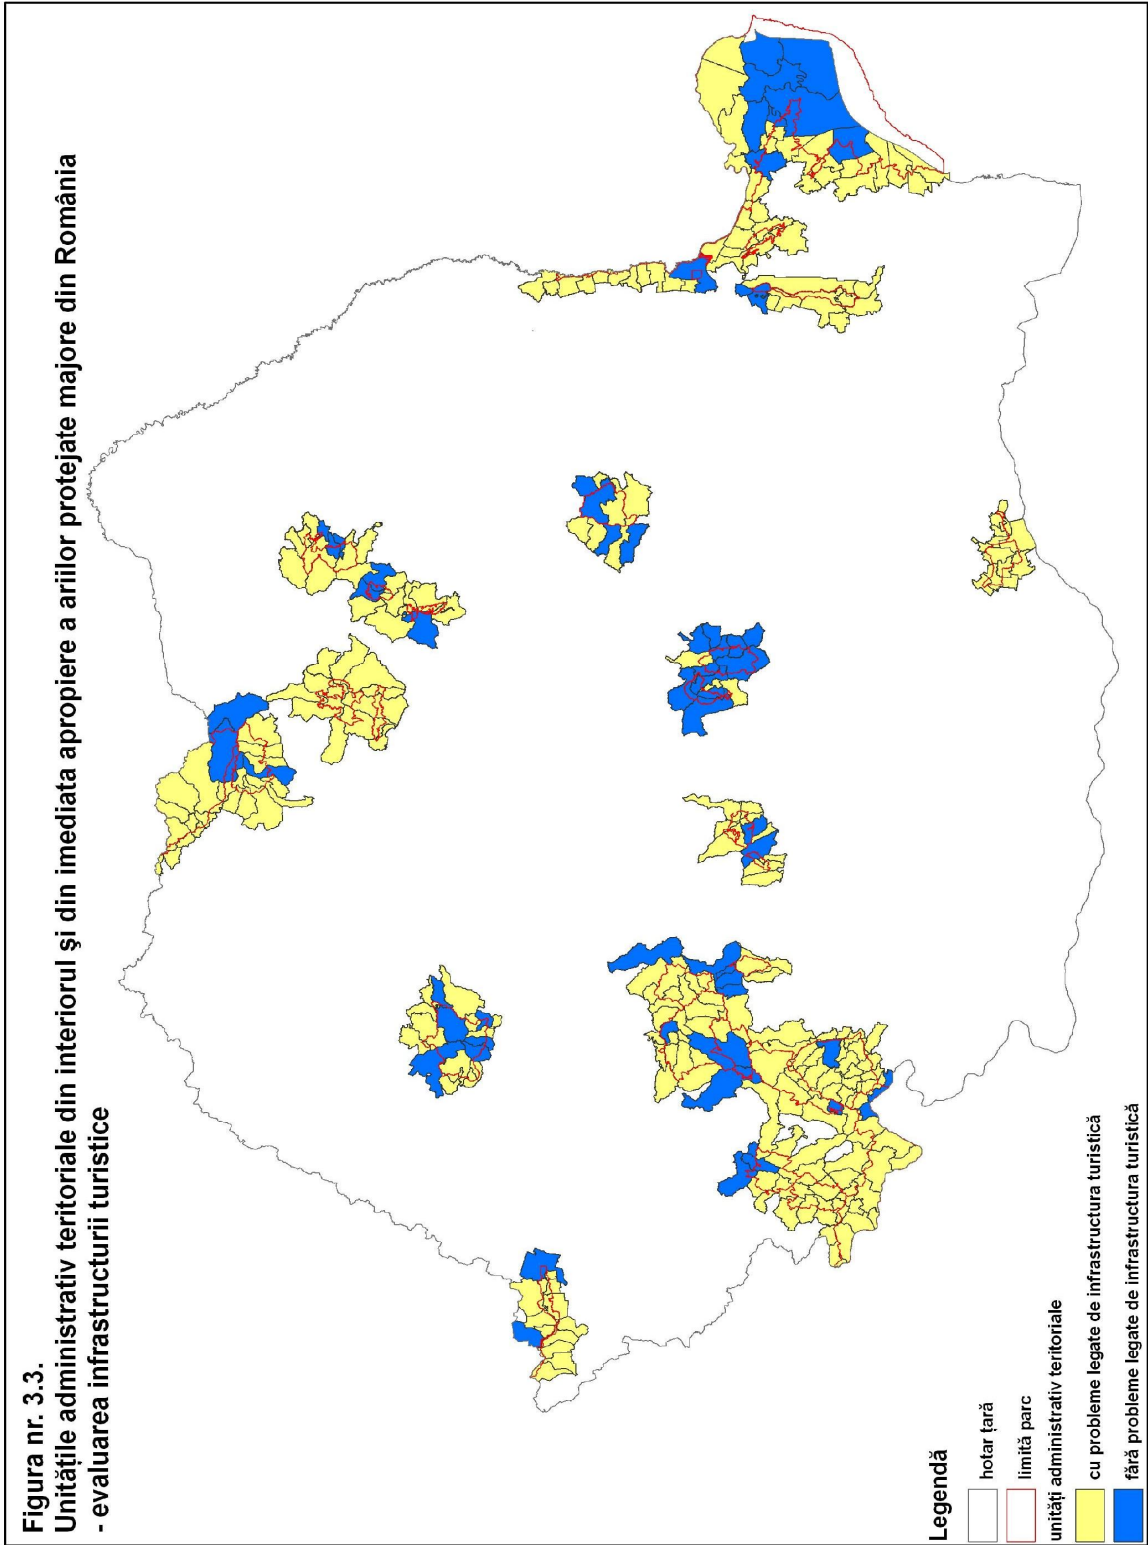 Figura nr. 3.3.
Unitățile administrativ teritoriale din interiorul și din imediata apropiere a ariilor protejate majore din România
- evaluarea infrastructurii turistice
Legendă
hotar țară
limită parc
unități administrativ teritoriale
cu probleme legate de infrastructura turistică
fără probleme legate de infrastructura turistică